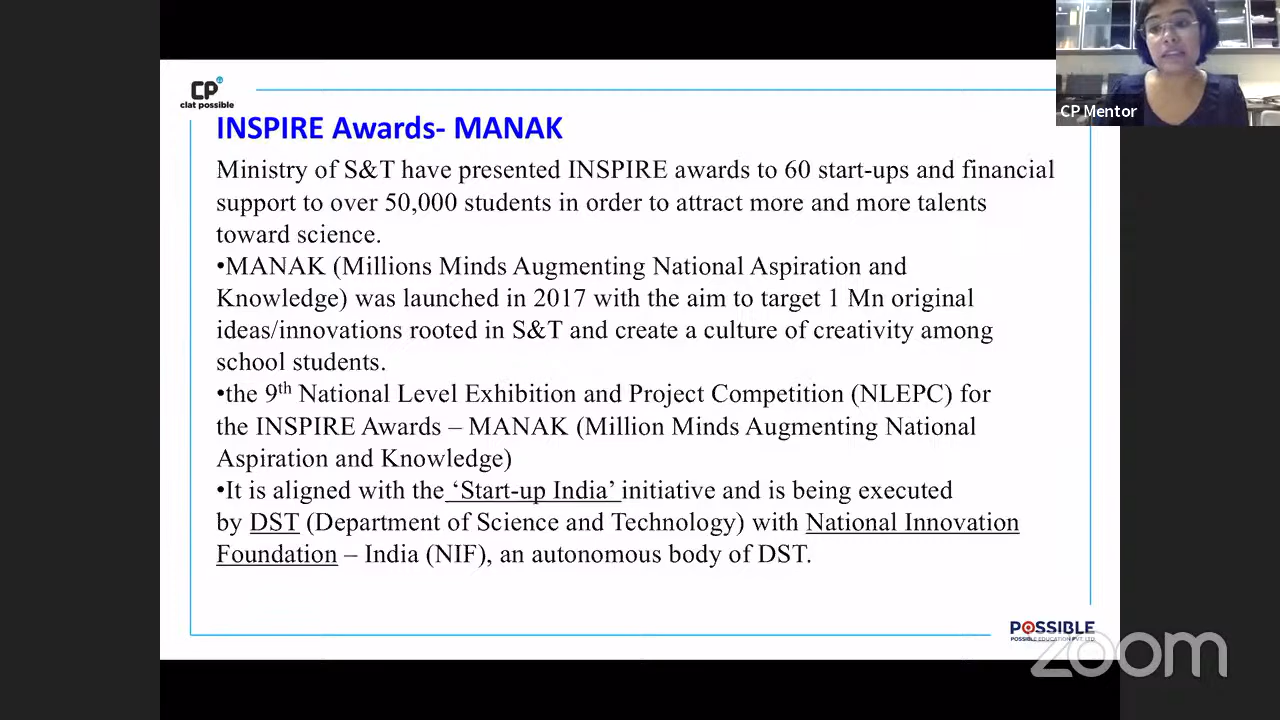 CP
clat possible
CP Mentor
INSPIRE Awards- MANAK
Ministry of S&T have presented INSPIRE awards to 60 start-ups and financial
support to over 50,000 students in order to attract more and more talents
toward science.
•MANAK (Millions Minds Augmenting National Aspiration and
Knowledge) was launched in 2017 with the aim to target 1 Mn original
ideas/innovations rooted in S&T and create a culture of creativity among
school students.
•the 9th National Level Exhibition and Project Competition (NLEPC) for
the INSPIRE Awards – MANAK (Million Minds Augmenting National
Aspiration and Knowledge)
•It is aligned with the ‘Start-up India’ initiative and is being executed
by DST (Department of Science and Technology) with National Innovation
Foundation – India (NIF), an autonomous body of DST.
POSSIBLE
POSSIBLE EDUCATION PVT. LTD.
zoom